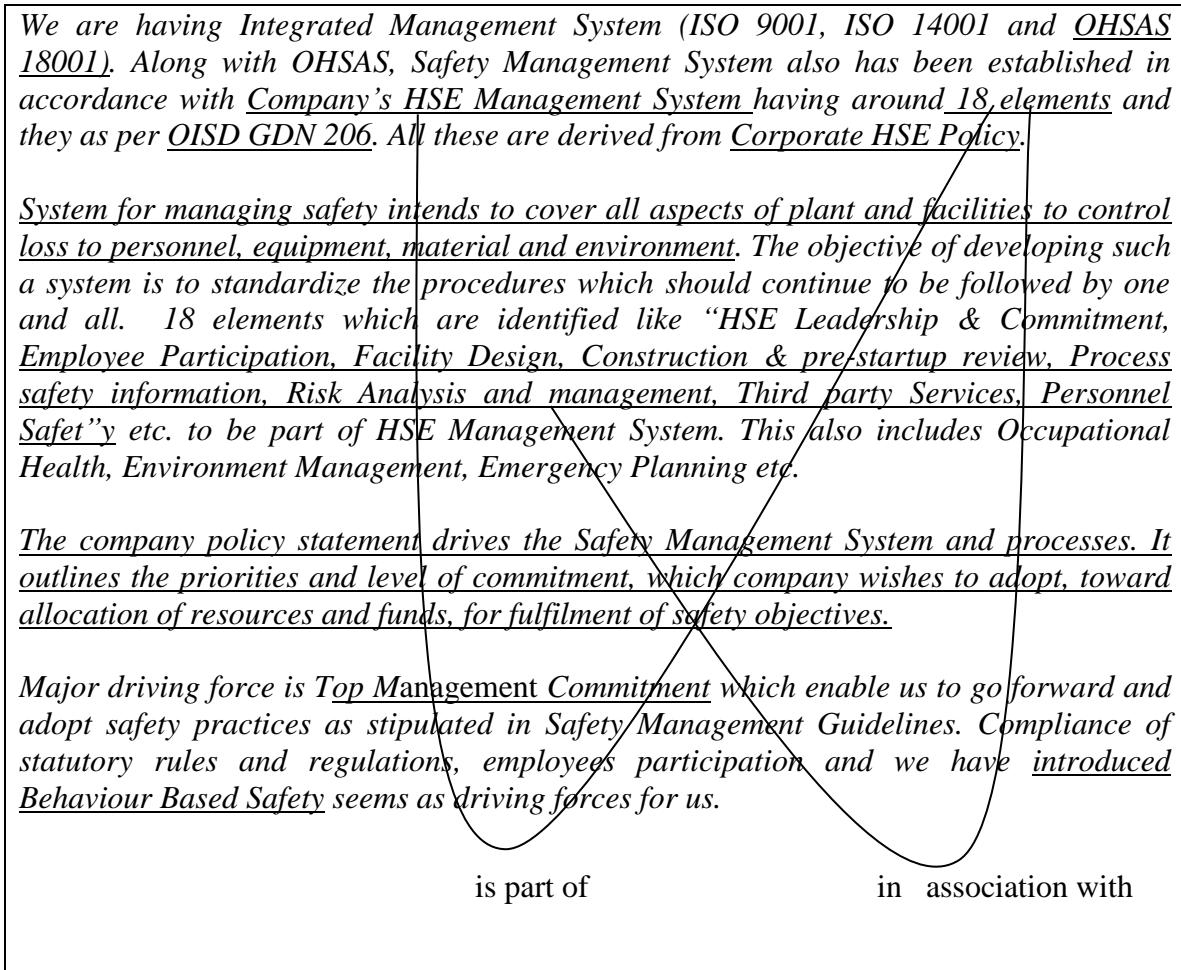 We are having Integrated Management System (ISO 9001, ISO 14001 and OHSAS
18001). Along with OHSAS, Safety Management System also has been established in
accordance with Company's HSE Management System having around 18 elements and
they as per OISD GDN 206. All these are derived from Corporate HSE Policy.
System for managing safety intends to cover all aspects of plant and facilities to control
loss to personnel, equipment, material and environment. The objective of developing such
a system is to standardize the procedures which should continue to be followed by one
and all. 18 elements which are identified like “HSE Leadership & Commitment,
Employee Participation, Facility Design, Construction & pre-startup review, Process
safety information, Risk Analysis and management, Third party Services, Personnel
Safet”y etc. to be part of HSE Management System. This also includes Occupational
Health, Environment Management, Emergency Planning etc.
The company policy statement drives the Safety Management System and processes. It
outlines the priorities and level of commitment, which company wishes to adopt, toward
allocation of resources and funds, for fulfilment of safety objectives.
Major driving force is Top Management Commitment which enable us to go forward and
adopt safety practices as stipulated in Safety Management Guidelines. Compliance of
statutory rules and regulations, employees participation and we have introduced
Behaviour Based Safety seems as driving forces for us.
is part of in association with